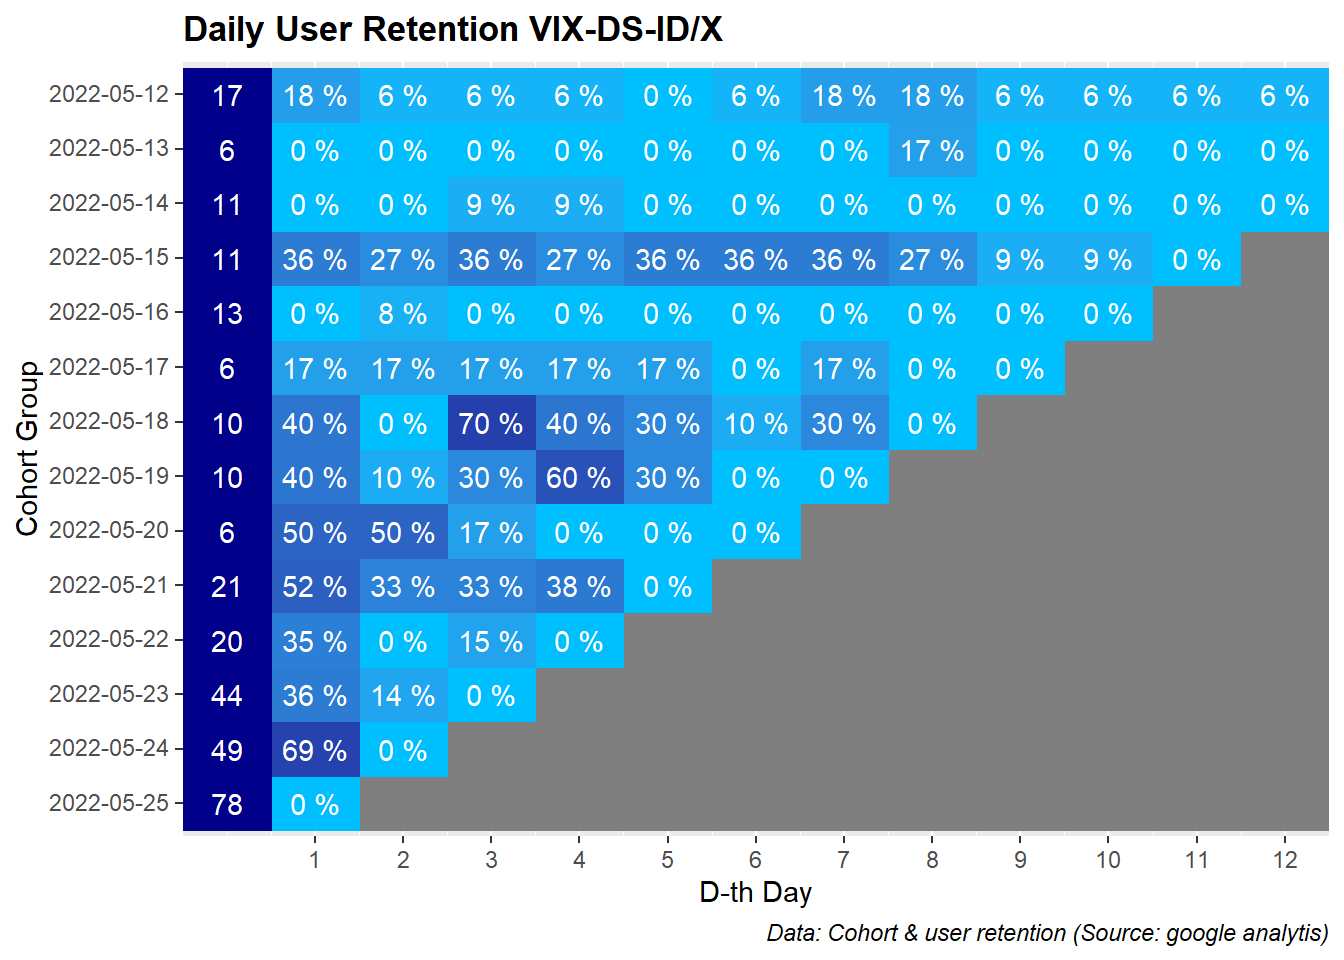 Daily User Retention VIX-DS-ID/X
Cohort Group
2022-05-12 17 18 % 6 % 6 % 6 % 0 % 6 % 18 % 18 % 6 % 6 % 6 % 6 %
2022-05-13 6 0 % 0 % 0 % 0 % 0 % 0 % 0 % 17 % 0 % 0 % 0 % 0 %
2022-05-14 11 0 % 0 % 9 % 9 % 0 % 0 % 0 % 0 % 0 % 0 % 0 % 0 %
2022-05-15 11 36 % 27 % 36 % 27 % 36 % 36 % 36 % 27 % 9 % 9 % 0 %
2022-05-16 13 0 % 8 % 0 % 0 % 0 % 0 % 0 % 0 % 0 % 0 %
2022-05-17 6 17 % 17 % 17 % 17 % 17 % 0 % 17 % 0 % 0 %
2022-05-18 10 40 % 0 % 70 % 40 % 30 % 10 % 30 % 0 %
2022-05-19 10 40 % 10 % 30 % 60 % 30 % 0 % 0 %
2022-05-20 6 50 % 50 % 17 % 0 % 0 % 0 %
2022-05-21 21 52 % 33 % 33 % 38 % 0 %
2022-05-22 20 35 % 0 % 15 % 0 %
2022-05-23 44 36 % 14 % 0 %
2022-05-24 49 69 % 0 %
2022-05-25 78 0 %
1 2 3 4 5 6 7 8 9 10 11 12
D-th Day
Data: Cohort & user retention (Source: google analytis)